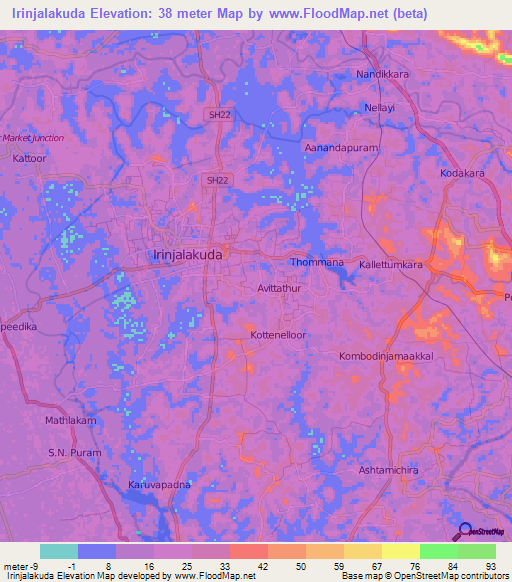 Irinjalakuda Elevation: 38 meter Map by www.FloodMap.net (beta)
Nandikkara
Nellayi
SH22
Market Junction
Aanandapuram
Kattoor
Kodakara
SH22
Irinjalakuda
Thommana
Kallettumkara
Avittathur
peedika
Kottenelloor
Kombodinjamaakkal
Mathlakam
S.N. Puram
Ashtamichira
Karuvapadna
OpenStreetMap
meter -9 -1 8 16 25 33 42 50 59 67 76 84 93
Irinjalakuda Elevation Map developed by www.FloodMap.net
Base map © OpenStreetMap contributors